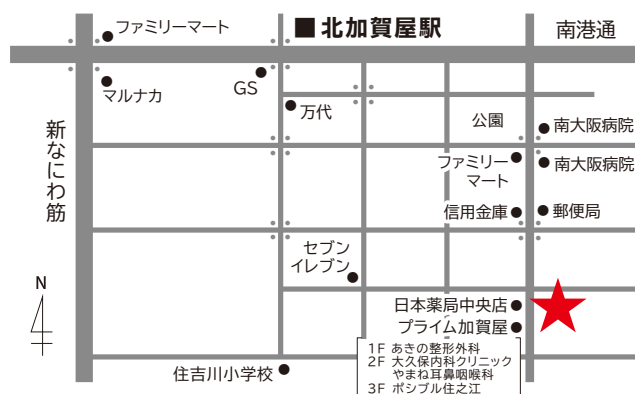 ファミリーマート
■ 北加賀屋駅
南港通
マルナカ
GS
万代
公園
南大阪病院
新なにわ筋
ファミリー
マート
南大阪病院
信用金庫
郵便局
セブン
イレブン
N
日本薬局中央店
プライム加賀屋
1F あきの整形外科
2F 大久保内科クリニック
やまね耳鼻咽喉科
3F ポシブル住之江
住吉川小学校